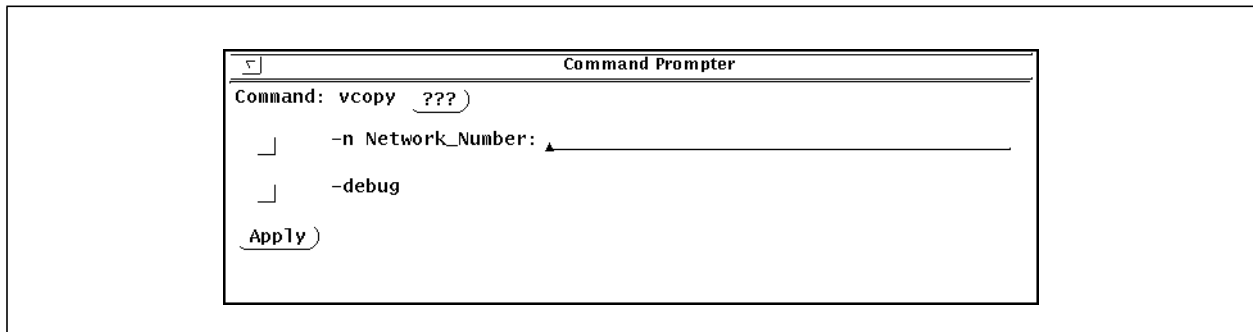 Command Prompter
Command: vcopy ???
-n Network_Number:
-debug
Apply